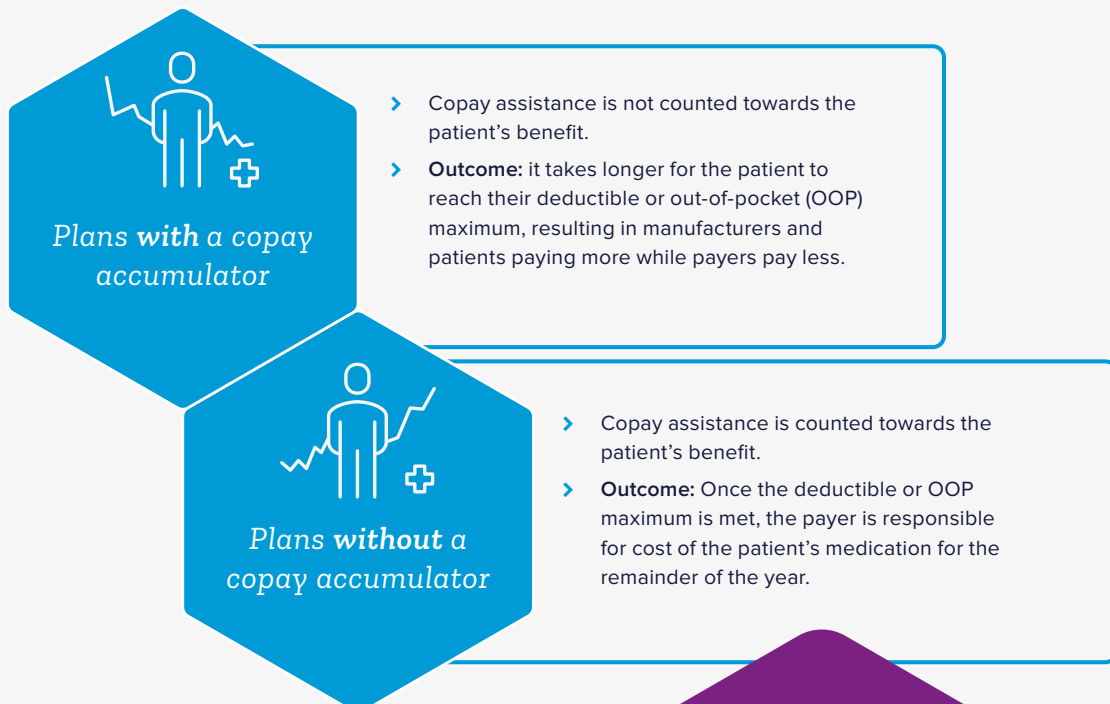 Plans with a copay
accumulator
Copay assistance is not counted towards the
patient’s benefit.
Outcome: it takes longer for the patient to
reach their deductible or out-of-pocket (OOP)
maximum, resulting in manufacturers and
patients paying more while payers pay less.
Plans without a
copay accumulator
Copay assistance is counted towards the
patient’s benefit.
Outcome: Once the deductible or OOP
maximum is met, the payer is responsible
for cost of the patient’s medication for the
remainder of the year.